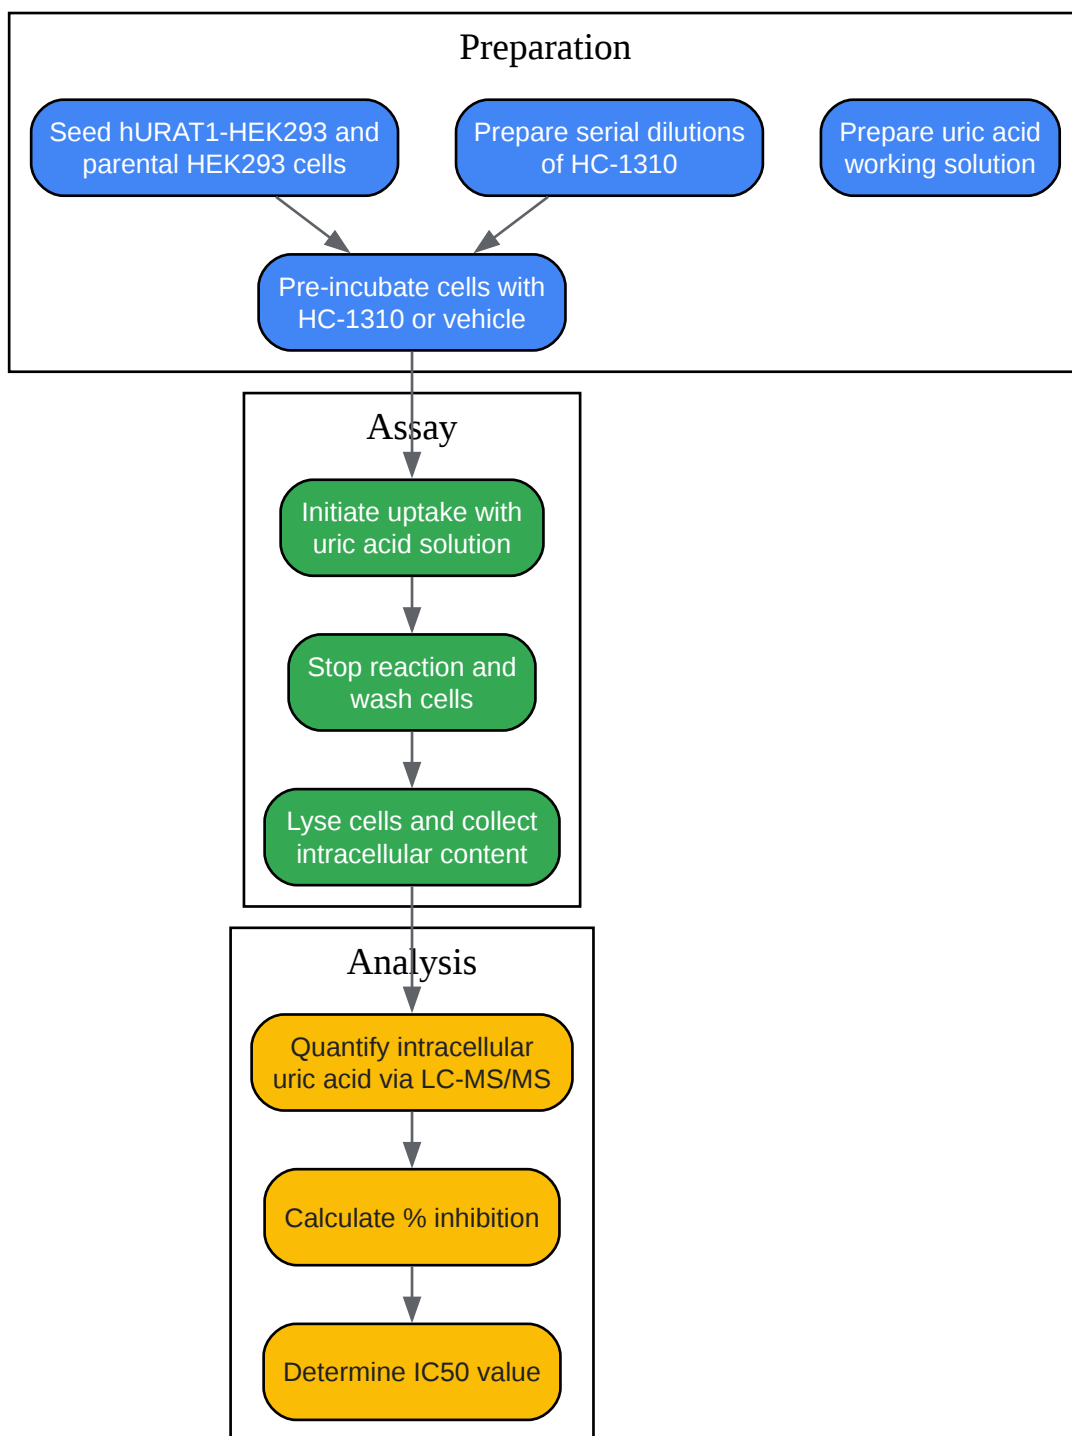 Preparation
Seed hURAT1-HEK293 and
parental HEK293 cells
Prepare serial dilutions
of HC-1310
Prepare uric acid
working solution
Pre-incubate cells with
HC-1310 or vehicle
Assay
Initiate uptake with
uric acid solution
Stop reaction and
wash cells
Lyse cells and collect
intracellular content
Analysis
Quantify intracellular
uric acid via LC-MS/MS
Calculate % inhibition
Determine IC50 value